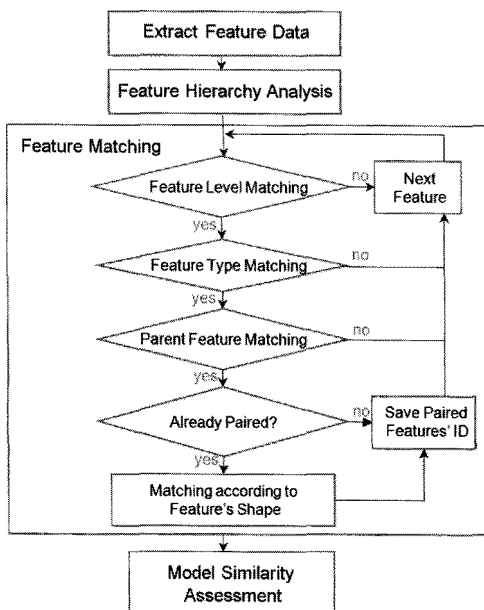 Extract Feature Data
Feature Hierarchy Analysis
Feature Matching
Feature Level Matching
no
Next
Feature
yes
Feature Type Matching
no
yes
Parent Feature Matching
no
yes
Already Paired?
no
Save Paired
Features' ID
yes
Matching according to
Feature's Shape
Model Similarity
Assessment